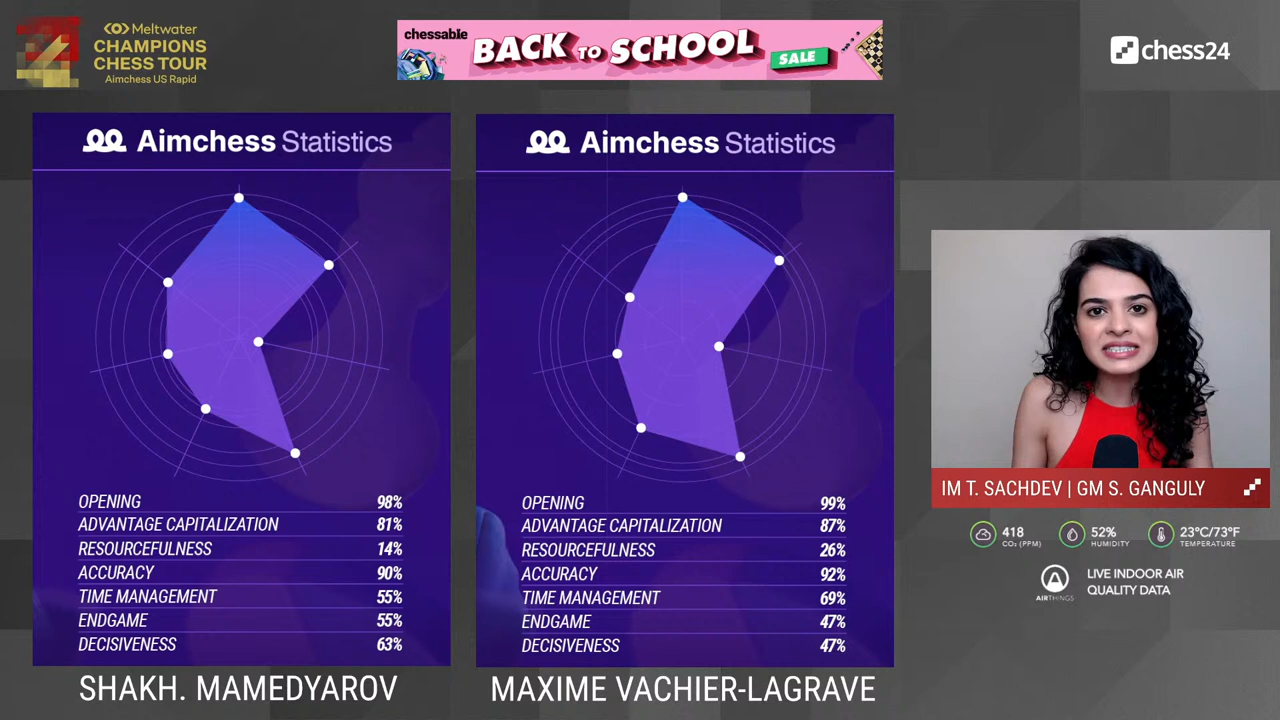 Meltwater
CHAMPIONS
CHESS TOUR
Aimchess US Rapid
chessable
BACK TO SCHOOL
SALE
chess24
Aimchess Statistics
OPENING 98%
ADVANTAGE CAPITALIZATION 81%
RESOURCEFULNESS 14%
ACCURACY 90%
TIME MANAGEMENT 55%
ENDGAME 55%
DECISIVENESS 63%
SHAKH. MAMEDYAROV
Aimchess Statistics
OPENING 99%
ADVANTAGE CAPITALIZATION 87%
RESOURCEFULNESS 26%
ACCURACY 92%
TIME MANAGEMENT 69%
ENDGAME 47%
DECISIVENESS 47%
MAXIME VACHIER-LAGRAVE
IM T. SACHDEV | GM S. GANGULY
418
CO₂ (PPM)
52%
HUMIDITY
23°C/73°F
TEMPERATURE
AIRTHINGS
LIVE INDOOR AIR
QUALITY DATA